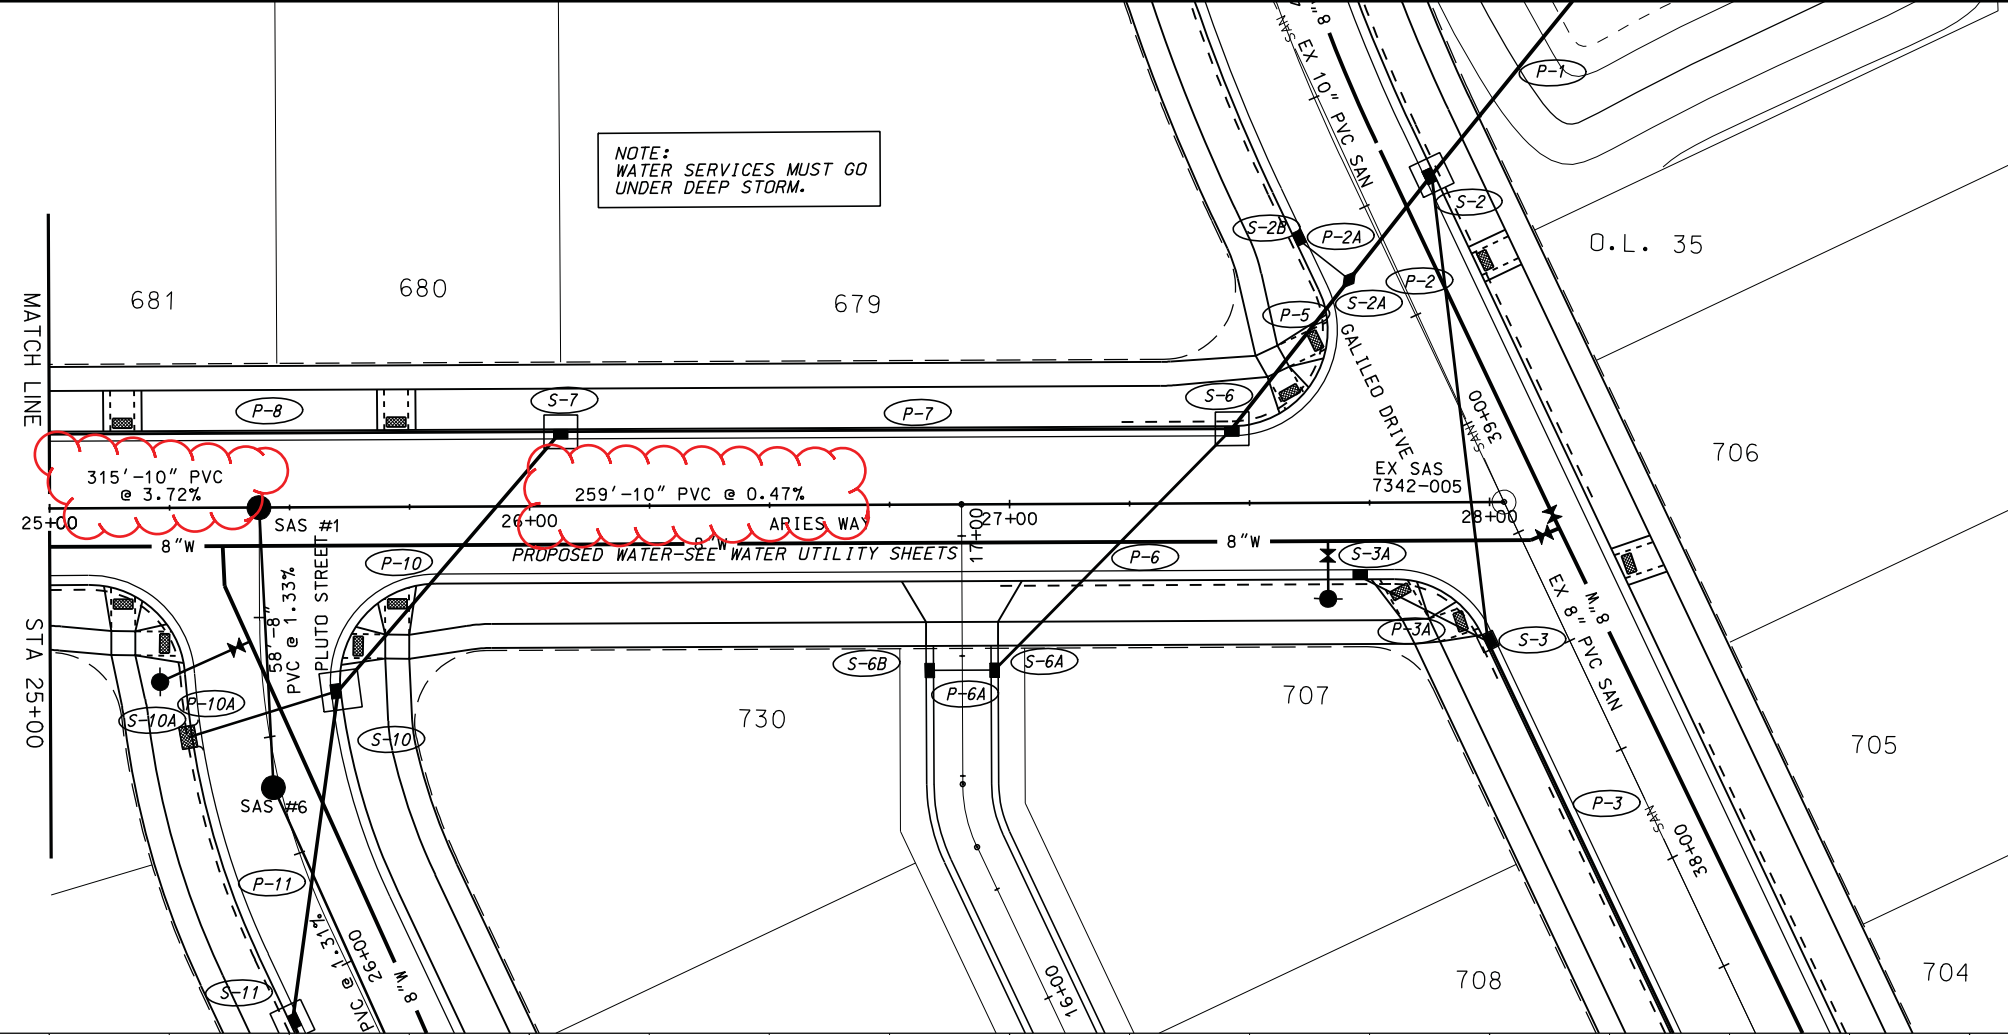 8"
SAN
EX 10" PVC SAN
P-1
NOTE:
WATER SERVICES MUST GO
UNDER DEEP STORM.
S-2
S-2B
P-2A
O.L. 35
P-2
S-2A
P-5
681
680
679
MATCH LINE
GALILEO DRIVE
P-8
S-7
P-7
S-6
39+00
SAN
706
315'-10" PVC
@ 3.72%
259'-10" PVC @ 0.47%
EX SAS
7342-005
25+00
SAS #1
26+00
ARIES WAY
27+00
28+00
17+00
8"W
8"W
8"W
PROPOSED WATER-SEE WATER UTILITY SHEETS
P-10
P-6
S-3A
STA 25+00
58'-8"
PVC @ 1.33%
PLUTO STREET
8"W
EX 8" PVC SAN
P-3A
S-3
S-6B
S-6A
P-6A
P-10A
S-10A
S-10
730
707
705
SAS #6
P-3
SAN
38+00
P-11
PVC @ 1.31%
26+00
8"W
S-11
16+00
708
704